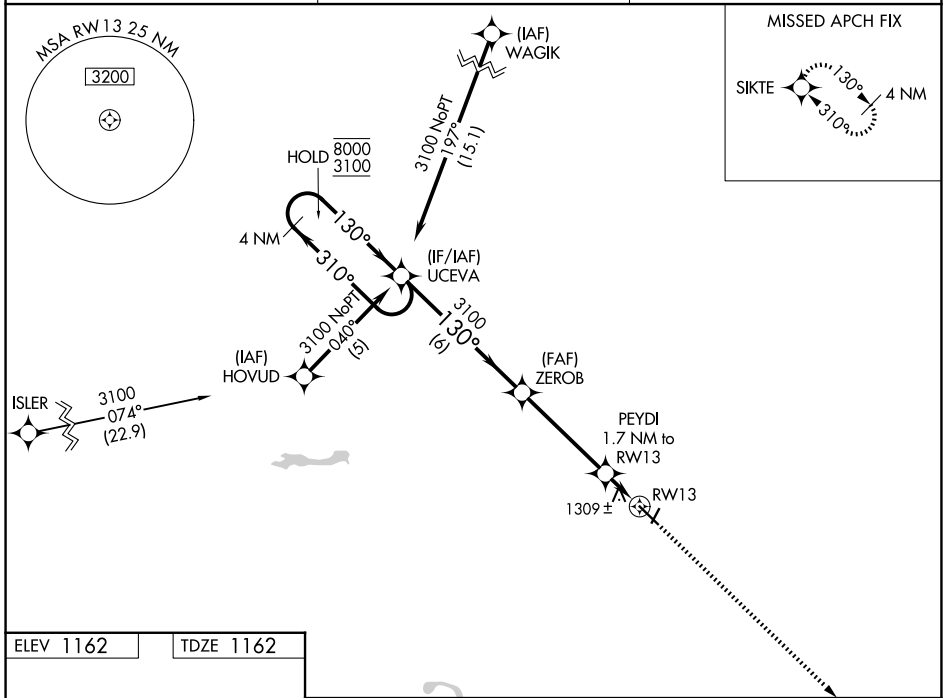 MSA RW13 25 NM
3200
(IAF)
WAGIK
3100 NoPT
197°
(15.1)
MISSED APCH FIX
SIKTE
130°
310°
4 NM
HOLD 8000
3100
4 NM
130°
310°
(IF/IAF)
UCEVA
3100 NoPT
040°
(5)
3100
130°
(6)
(IAF)
HOVUD
(FAF)
ZEROB
ISLER
3100
074°
(22.9)
PEYDI
1.7 NM to
RW13
1309 ±
RW13
ELEV 1162
TDZE 1162